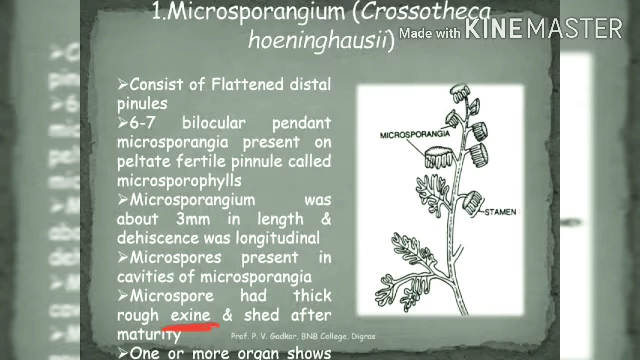 1.Microsporangium (Crossotheca
hoeninghausii)
Made with KINEMASTER
➤Consist of Flattened distal
pinules
➤6-7 bilocular pendant
microsporangia present on
peltate fertile pinnule called
microsporophylls
➤Microsporangium was
about 3mm in length &
dehiscence was longitudinal
➤Microspores present in
cavities of microsporangia
➤Microspore had thick
rough exine & shed after
maturity
➤One or more organ shows
MICROSPORANGIA
STAMEN
Prof. P. V. Gadkar, BNB College, Digras